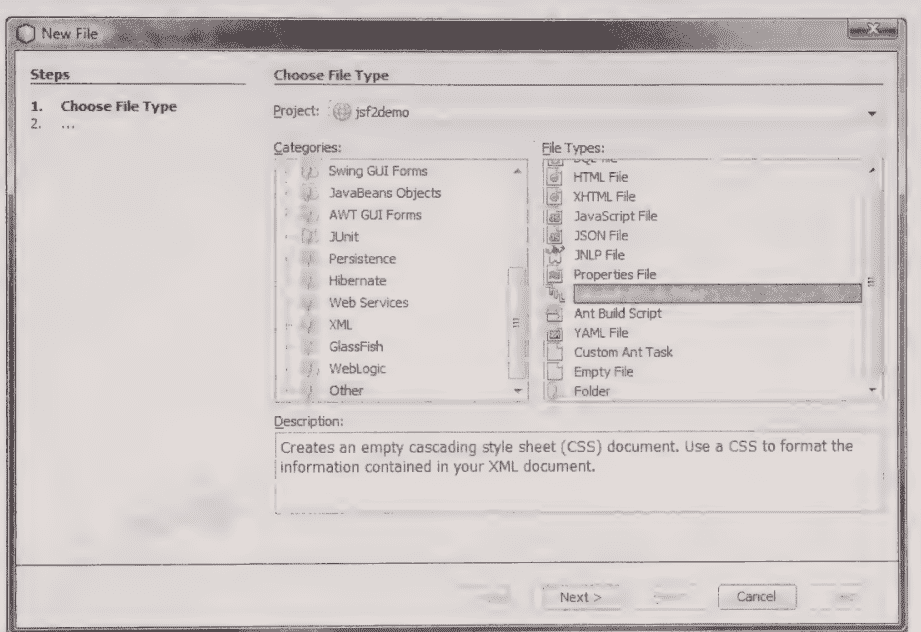 New File
Steps
1. Choose File Type
2. ...
Choose File Type
Project: jsf2demo
Categories:
Swing GUI Forms
JavaBeans Objects
AWT GUI Forms
JUnit
Persistence
Hibernate
Web Services
XML
GlassFish
WebLogic
Other
File Types:
HTML File
XHTML File
JavaScript File
JSON File
JNLP File
Properties File
Ant Build Script
YAML File
Custom Ant Task
Empty File
Folder
Description:
Creates an empty cascading style sheet (CSS) document. Use a CSS to format the
information contained in your XML document.
Next >
Cancel